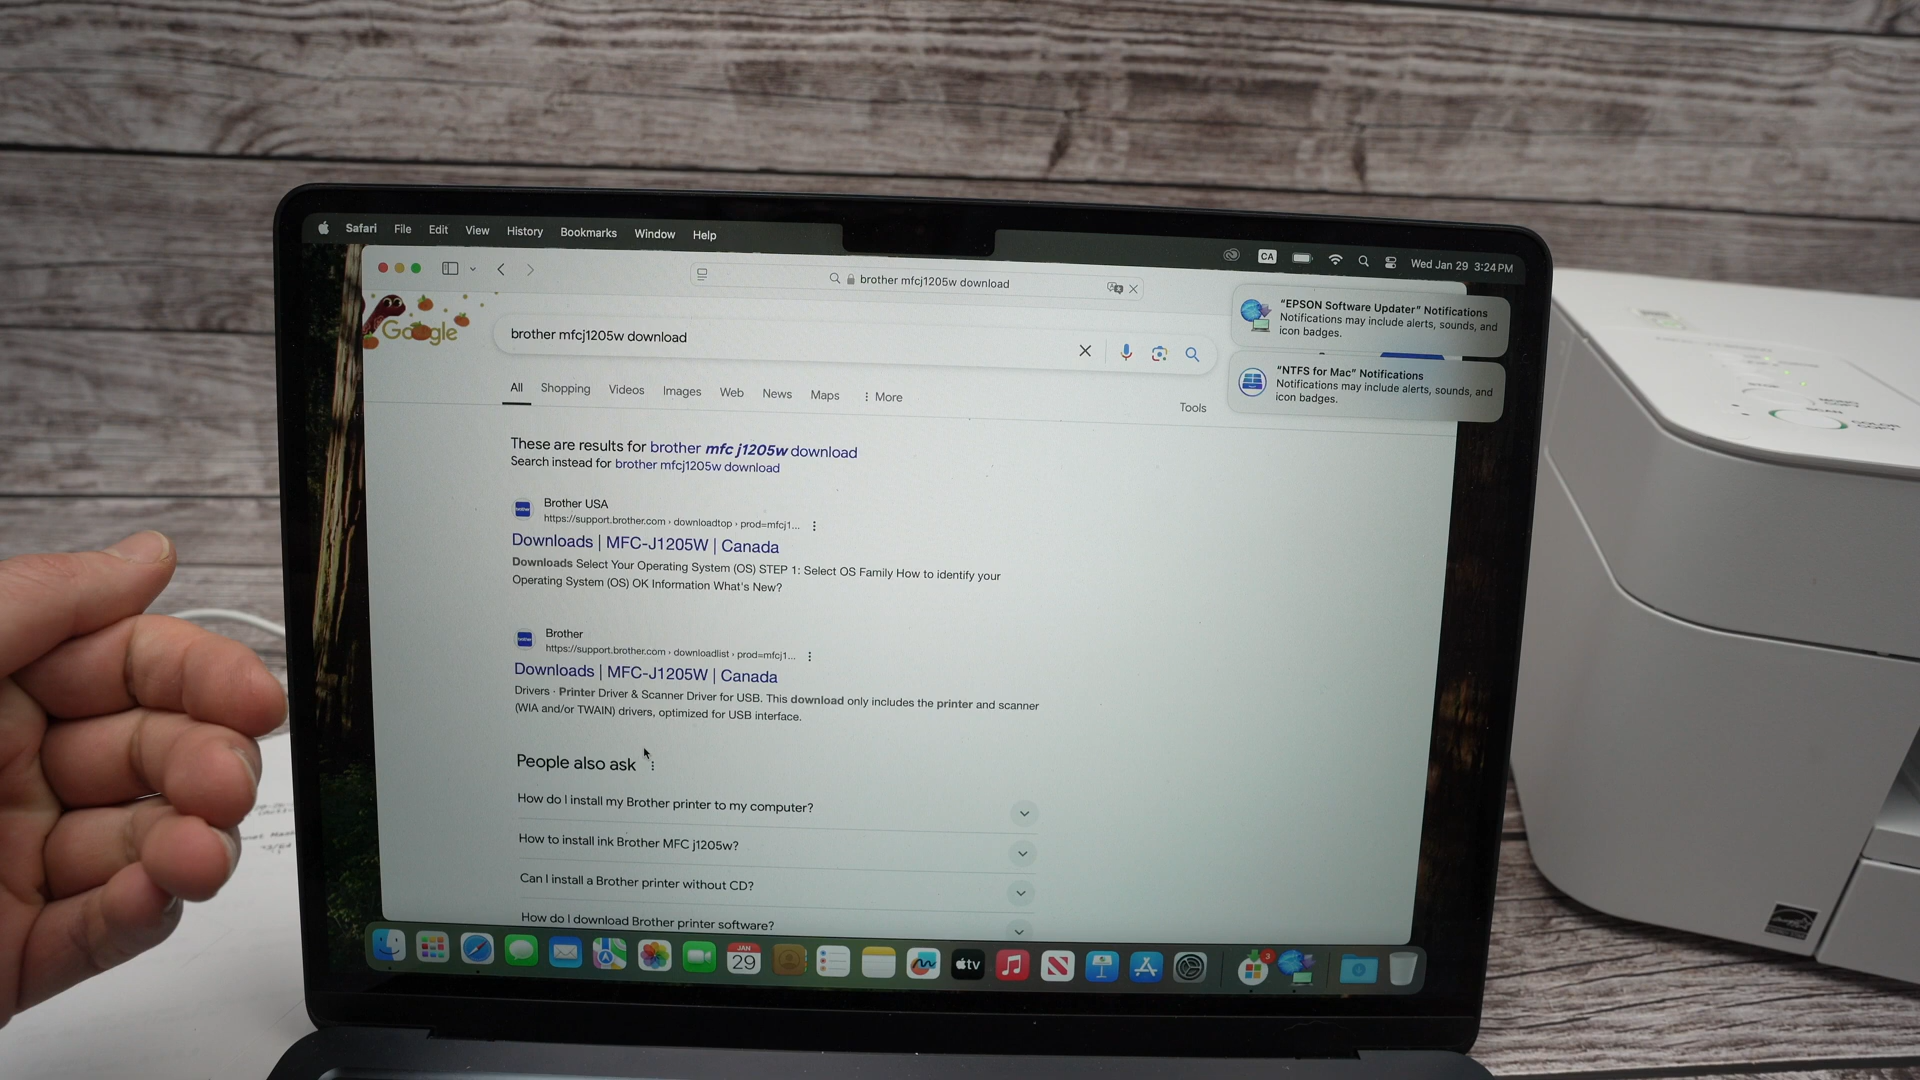 Safari File Edit View History Bookmarks Window Help
CA Wed Jan 29 3:24PM
brother mfcj1205w download
"EPSON Software Updater" Notifications
Notifications may include alerts, sounds, and
icon badges.
Google
brother mfcj1205w download
"NTFS for Mac" Notifications
Notifications may include alerts, sounds, and
icon badges.
All Shopping Videos Images Web News Maps More
Tools
These are results for brother mfc j1205w download
Search instead for brother mfcj1205w download
Brother USA
https://support.brother.com › downloadtop › prod=mfcj1...
Downloads | MFC-J1205W | Canada
Downloads Select Your Operating System (OS) STEP 1: Select OS Family How to identify your
Operating System (OS) OK Information What's New?
Brother
https://support.brother.com › downloadlist › prod=mfcj1...
Downloads | MFC-J1205W | Canada
Drivers · Printer Driver & Scanner Driver for USB. This download only includes the printer and scanner
(WIA and/or TWAIN) drivers, optimized for USB interface.
People also ask
How do I install my Brother printer to my computer?
How to install ink Brother MFC j1205w?
Can I install a Brother printer without CD?
How do I download Brother printer software?
JAN
29
tv
3
SCAN
COLOR
COPY